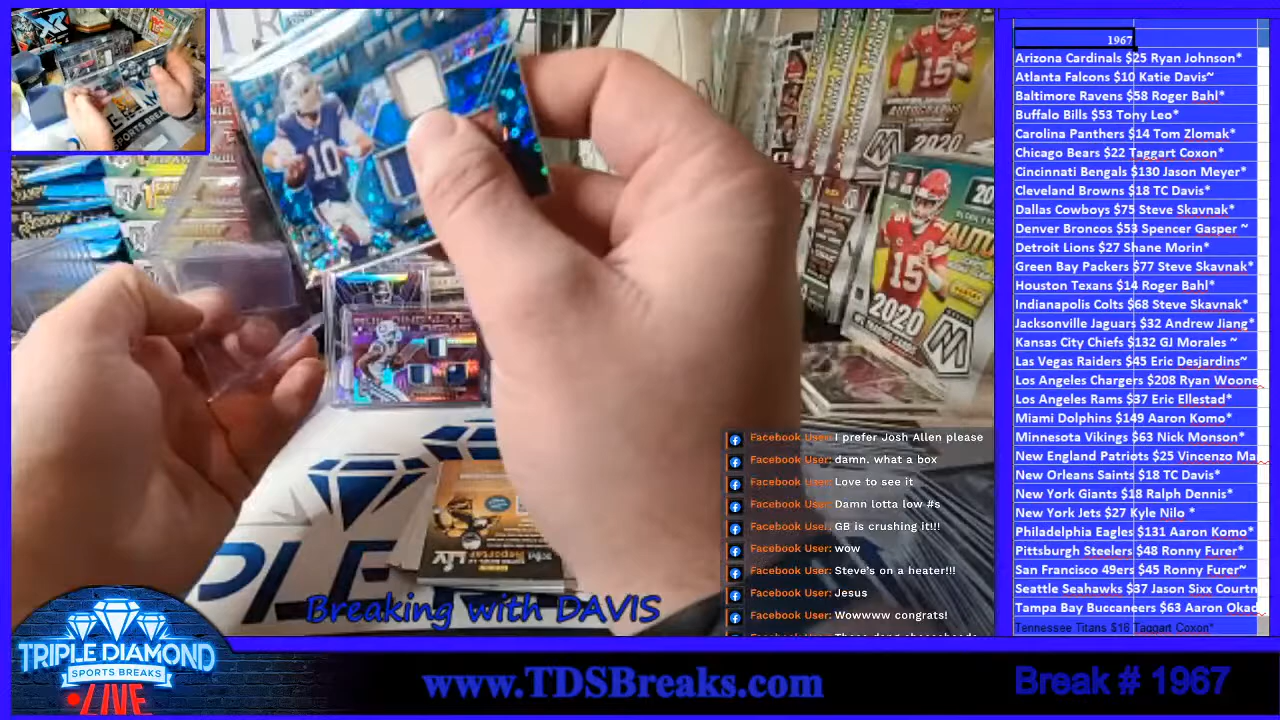 1967
Arizona Cardinals $25 Ryan Johnson*
Atlanta Falcons $10 Katie Davis~
Baltimore Ravens $58 Roger Bahl*
Buffalo Bills $53 Tony Leo*
Carolina Panthers $14 Tom Zlomak*
Chicago Bears $22 Taggart Coxon*
Cincinnati Bengals $130 Jason Meyer*
Cleveland Browns $18 TC Davis*
Dallas Cowboys $75 Steve Skavnak*
Denver Broncos $53 Spencer Gasper ~
Detroit Lions $27 Shane Morin*
Green Bay Packers $77 Steve Skavnak*
Houston Texans $14 Roger Bahl*
Indianapolis Colts $68 Steve Skavnak*
Jacksonville Jaguars $32 Andrew Jiang*
Kansas City Chiefs $132 GJ Morales ~
Las Vegas Raiders $45 Eric Desjardins~
Los Angeles Chargers $208 Ryan Woone
Los Angeles Rams $37 Eric Ellestad*
Miami Dolphins $149 Aaron Komo*
Minnesota Vikings $63 Nick Monson*
New England Patriots $25 Vincenzo Ma
New Orleans Saints $18 TC Davis*
New York Giants $18 Ralph Dennis*
New York Jets $27 Kyle Nilo *
Philadelphia Eagles $131 Aaron Komo*
Pittsburgh Steelers $48 Ronny Furer*
San Francisco 49ers $45 Ronny Furer~
Seattle Seahawks $37 Jason Sixx Courtn
Tampa Bay Buccaneers $63 Aaron Okad
Tennessee Titans $16 Taggart Coxon*
10
15
2020
15
2020
M
Facebook User: I prefer Josh Allen please
Facebook User: damn. what a box
Facebook User: Love to see it
Facebook User: Damn lotta low #s
Facebook User: GB is crushing it!!!
Facebook User: wow
Facebook User: Steve's on a heater!!!
Facebook User: Jesus
Facebook User: Wowwww congrats!
PLE
Breaking with DAVIS
TRIPLE DIAMOND
SPORTS BREAKS
LIVE
www.TDSBreaks.com
Break # 1967